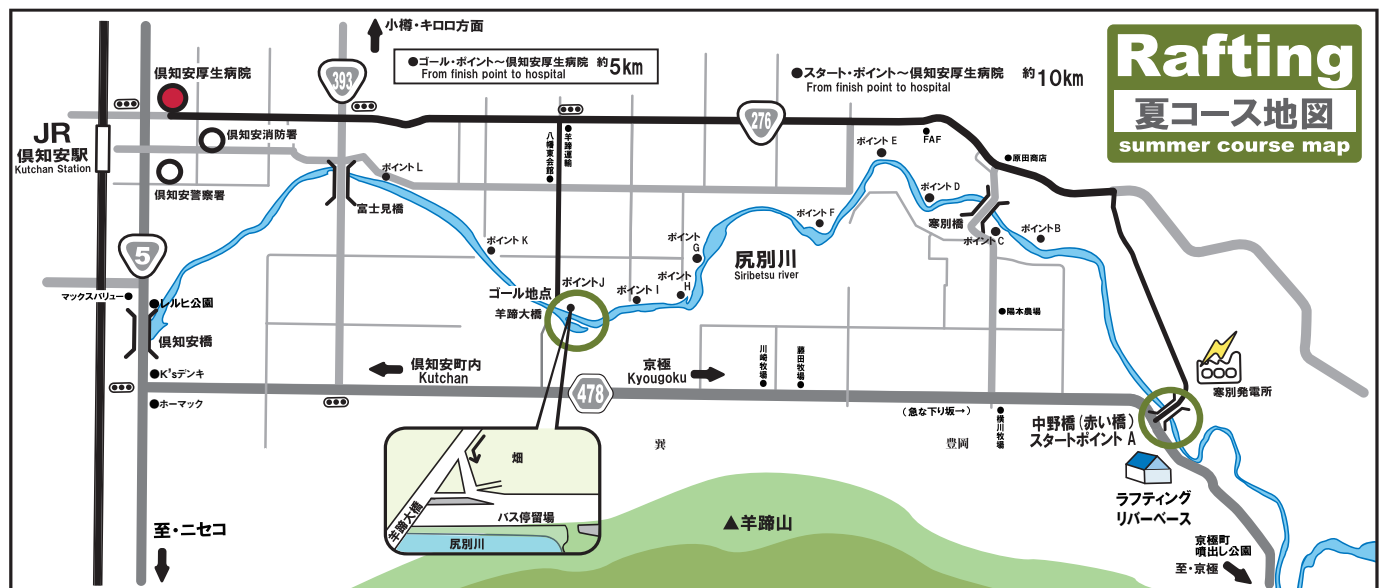 小樽・キロロ方面
Rafting
夏コース地図
summer course map
●ゴール・ポイント～倶知安厚生病院 約5km
From finish point to hospital
●スタート・ポイント～倶知安厚生病院 約10km
From finish point to hospital
倶知安厚生病院
393
276
JR
倶知安駅
Kutchan Station
倶知安消防署
倶知安警察署
八幡東会館
羊蹄運輸
ポイントE
FAF
原田商店
ポイントL
富士見橋
ポイントD
寒別橋
ポイントF
ポイントC
ポイントB
ポイントK
ポイント
G
尻別川
Siribetsu river
5
ポイント
H
ポイントI
ポイントJ
ゴール地点
羊蹄大橋
マックスバリュー
レルヒ公園
倶知安橋
陽本農場
K'sデンキ
ホーマック
倶知安町内
Kutchan
478
京極
Kyougoku
川崎牧場
藤田牧場
寒別発電所
(急な下り坂→)
横川牧場
中野橋(赤い橋)
スタートポイント A
巽
豊岡
畑
羊蹄大橋
バス停留場
尻別川
ラフティング
リバーベース
▲羊蹄山
至・ニセコ
京極町
噴出し公園
至・京極